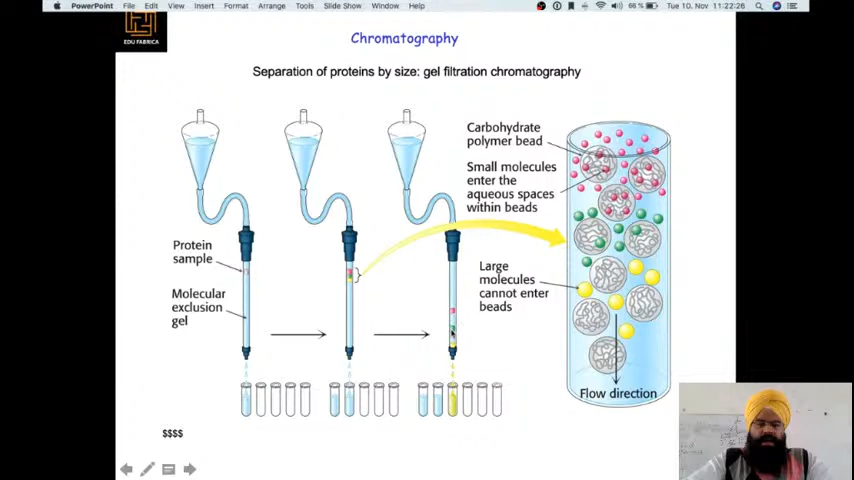 PowerPoint File Edit View Insert Format Arrange Tools Slide Show Window Help 66 % Tue 10. Nov 11:22:26
EDU FABRICA
Chromatography
Separation of proteins by size: gel filtration chromatography
Carbohydrate
polymer bead
Small molecules
enter the
aqueous spaces
within beads
Protein
sample
Large
molecules
cannot enter
beads
Molecular
exclusion
gel
Flow direction
$$$$